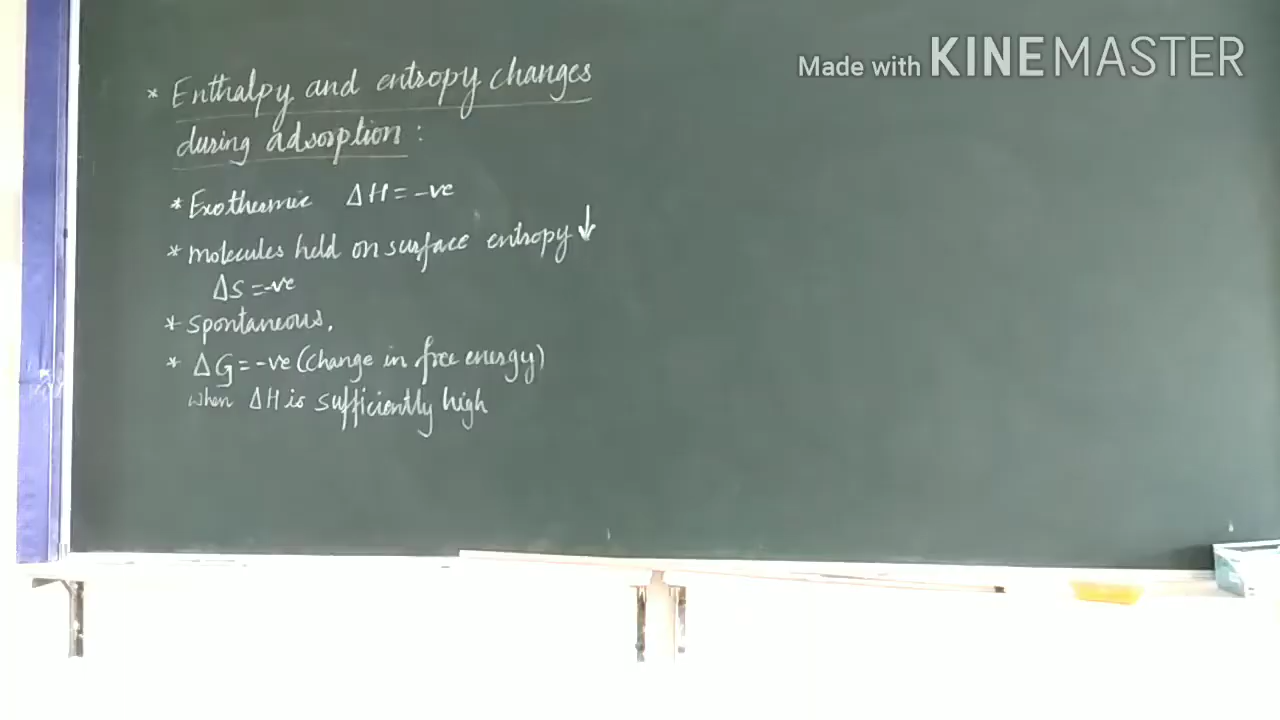 Made with KINEMASTER
* Enthalpy and entropy changes
during adsorption :
* Exothermic ΔH = -ve
* molecules held on surface entropy ↓
ΔS = -ve
* spontaneous.
* ΔG = -ve (change in free energy)
when ΔH is sufficiently high